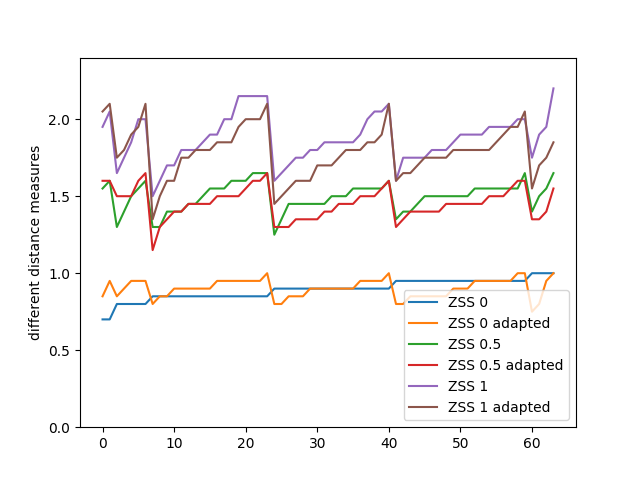 2.0
1.5
1.0
0.5
0.0
different distance measures
0 10 20 30 40 50 60
ZSS 0
ZSS 0 adapted
ZSS 0.5
ZSS 0.5 adapted
ZSS 1
ZSS 1 adapted